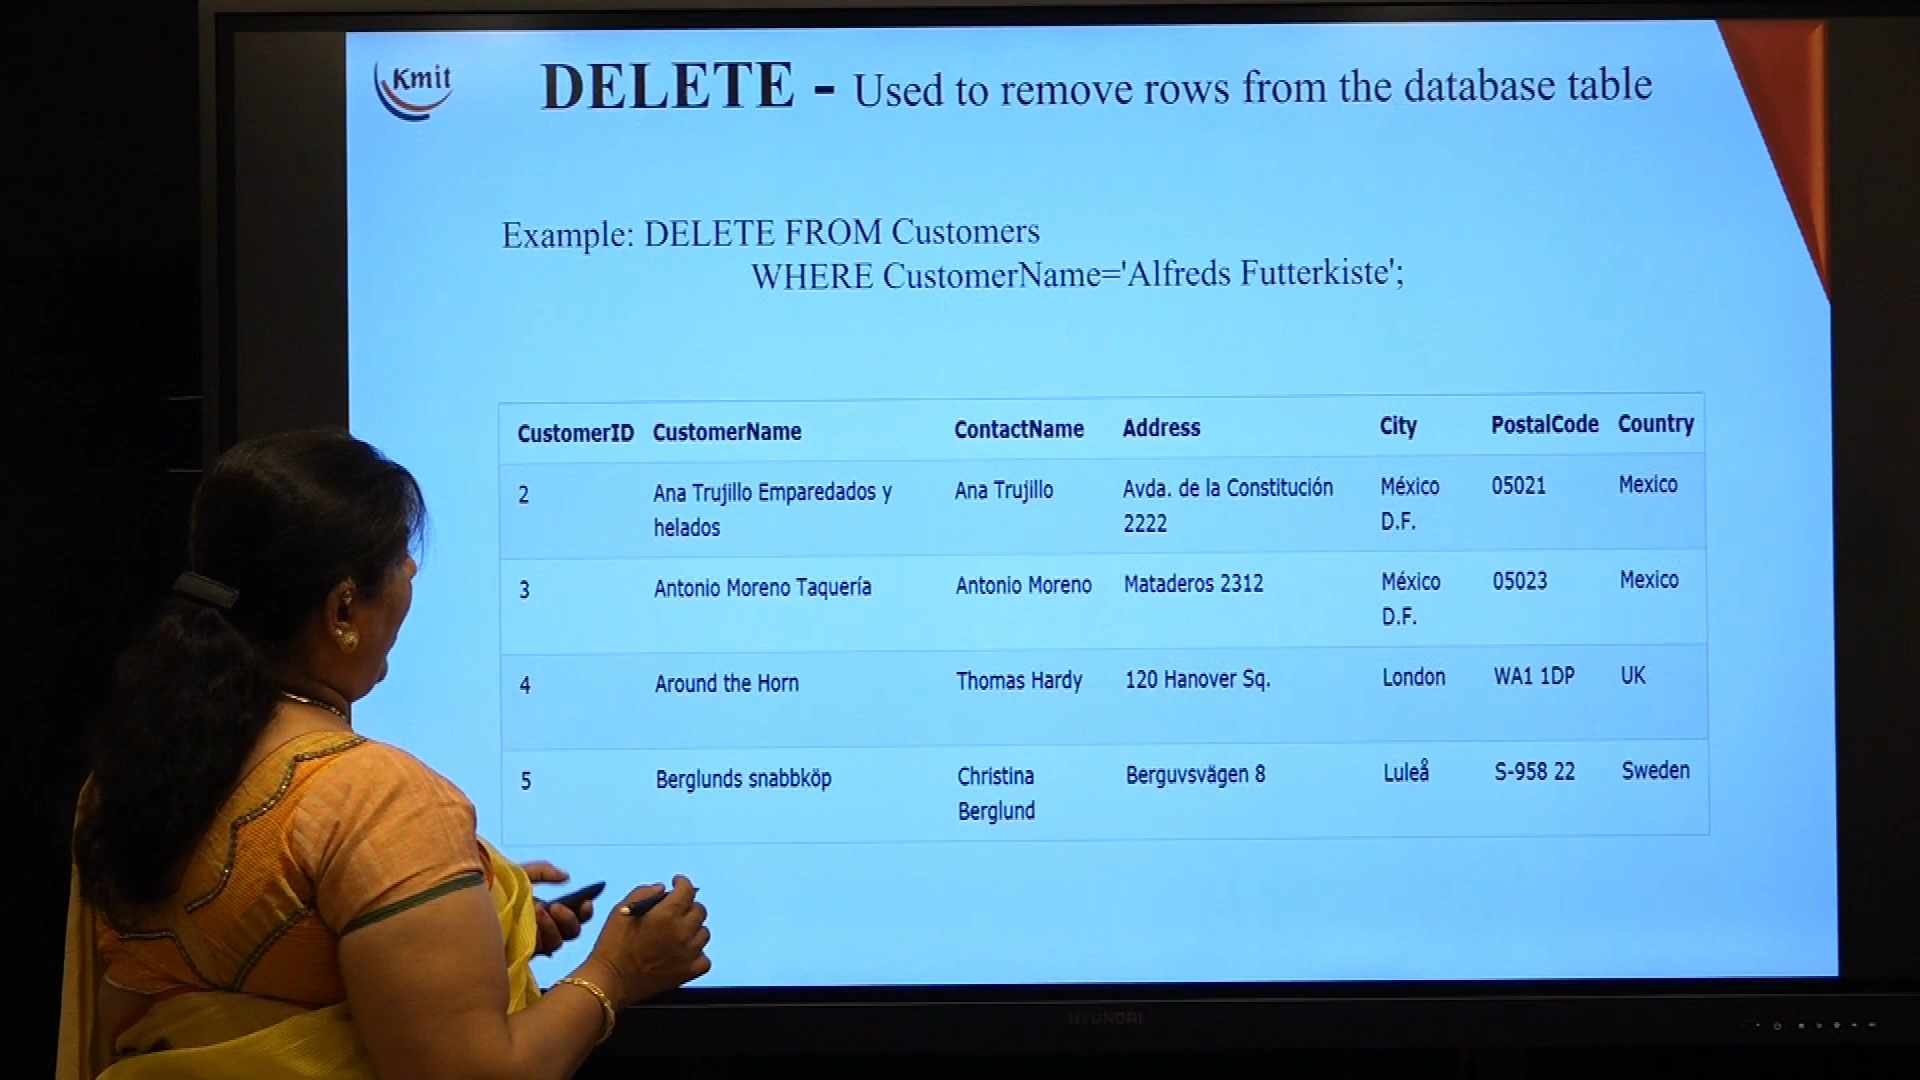 Kmit
DELETE - Used to remove rows from the database table
Example: DELETE FROM Customers
WHERE CustomerName='Alfreds Futterkiste';
CustomerID CustomerName ContactName Address City PostalCode Country
2 Ana Trujillo Emparedados y helados Ana Trujillo Avda. de la Constitución 2222 México D.F. 05021 Mexico
3 Antonio Moreno Taquería Antonio Moreno Mataderos 2312 México D.F. 05023 Mexico
4 Around the Horn Thomas Hardy 120 Hanover Sq. London WA1 1DP UK
5 Berglunds snabbköp Christina Berglund Berguvsvägen 8 Luleå S-958 22 Sweden
HYUNDAI